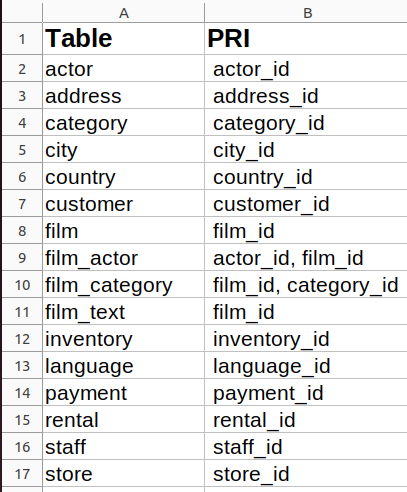 A B
1 Table PRI
2 actor actor_id
3 address address_id
4 category category_id
5 city city_id
6 country country_id
7 customer customer_id
8 film film_id
9 film_actor actor_id, film_id
10 film_category film_id, category_id
11 film_text film_id
12 inventory inventory_id
13 language language_id
14 payment payment_id
15 rental rental_id
16 staff staff_id
17 store store_id